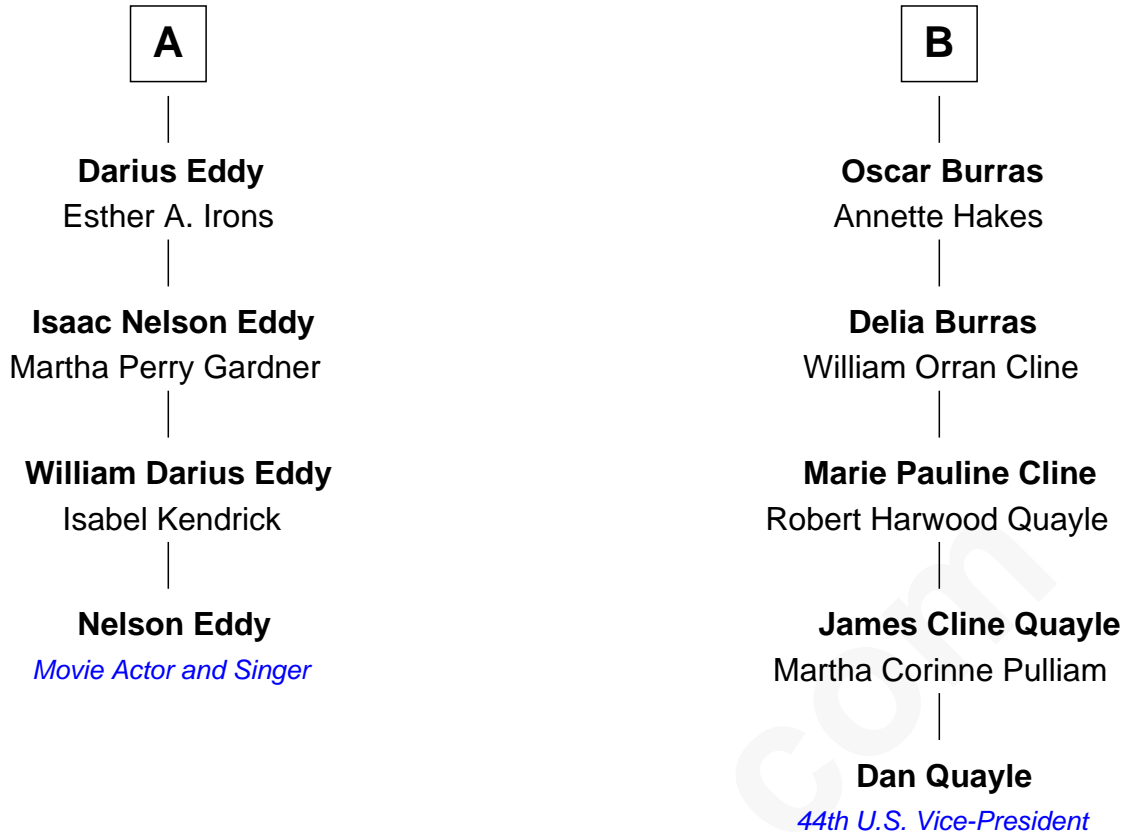 A
Darius Eddy
Esther A. Irons
Isaac Nelson Eddy
Martha Perry Gardner
William Darius Eddy
Isabel Kendrick
Nelson Eddy
Movie Actor and Singer
B
Oscar Burras
Annette Hakes
Delia Burras
William Orran Cline
Marie Pauline Cline
Robert Harwood Quayle
James Cline Quayle
Martha Corinne Pulliam
Dan Quayle
44th U.S. Vice-President
com